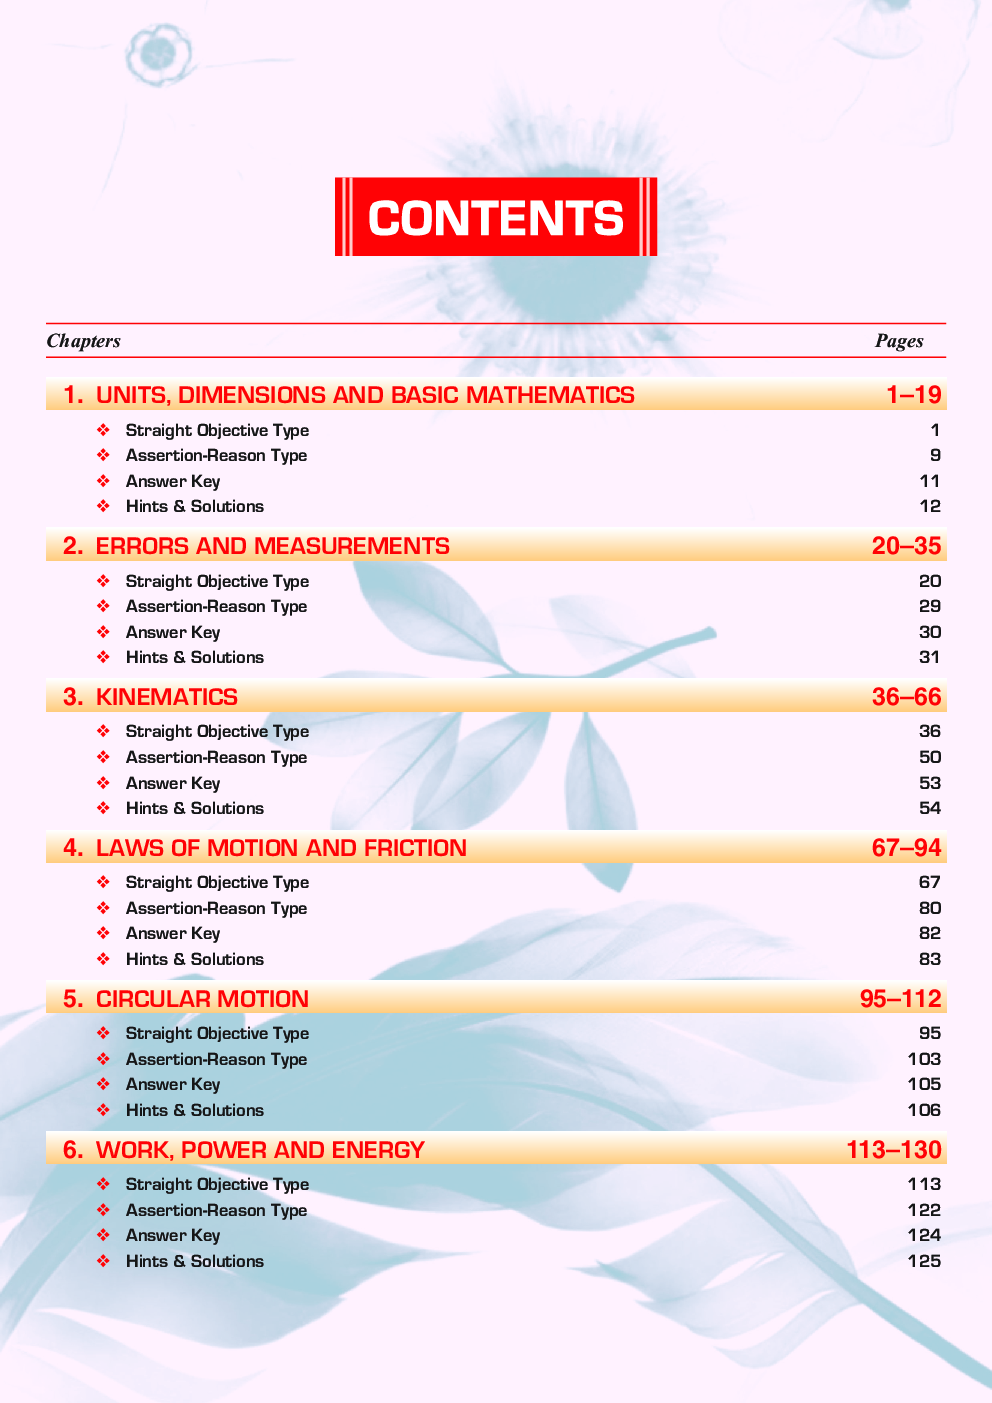 CONTENTS
Chapters Pages
1. UNITS, DIMENSIONS AND BASIC MATHEMATICS 1–19
❖ Straight Objective Type 1
❖ Assertion-Reason Type 9
❖ Answer Key 11
❖ Hints & Solutions 12
2. ERRORS AND MEASUREMENTS 20–35
❖ Straight Objective Type 20
❖ Assertion-Reason Type 29
❖ Answer Key 30
❖ Hints & Solutions 31
3. KINEMATICS 36–66
❖ Straight Objective Type 36
❖ Assertion-Reason Type 50
❖ Answer Key 53
❖ Hints & Solutions 54
4. LAWS OF MOTION AND FRICTION 67–94
❖ Straight Objective Type 67
❖ Assertion-Reason Type 80
❖ Answer Key 82
❖ Hints & Solutions 83
5. CIRCULAR MOTION 95–112
❖ Straight Objective Type 95
❖ Assertion-Reason Type 103
❖ Answer Key 105
❖ Hints & Solutions 106
6. WORK, POWER AND ENERGY 113–130
❖ Straight Objective Type 113
❖ Assertion-Reason Type 122
❖ Answer Key 124
❖ Hints & Solutions 125